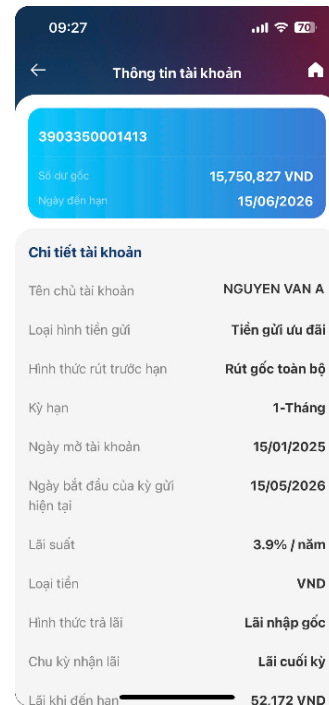 09:27
70
Thông tin tài khoản
3903350001413
Số dư gốc 15,750,827 VND
Ngày đến hạn 15/06/2026
Chi tiết tài khoản
Tên chủ tài khoản NGUYEN VAN A
Loại hình tiền gửi Tiền gửi ưu đãi
Hình thức rút trước hạn Rút gốc toàn bộ
Kỳ hạn 1-Tháng
Ngày mở tài khoản 15/01/2025
Ngày bắt đầu của kỳ gửi 15/05/2026
hiện tại
Lãi suất 3.9% / năm
Loại tiền VND
Hình thức trả lãi Lãi nhập gốc
Chu kỳ nhận lãi Lãi cuối kỳ
Lãi khi đến hạn 52,172 VND